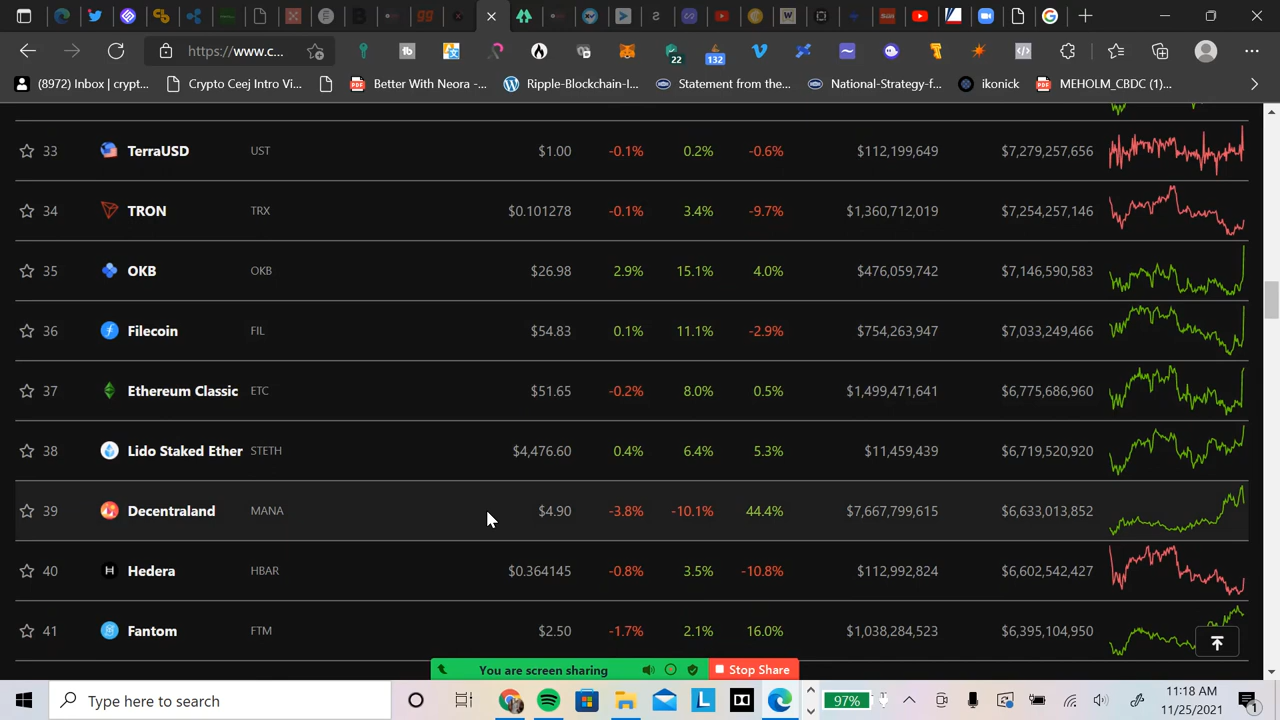 https://www.c...
22
132
(8972) Inbox | crypt...
Crypto Ceej Intro Vi...
Better With Neora -...
Ripple-Blockchain-I...
Statement from the...
National-Strategy-f...
ikonick
MEHOLM_CBDC (1)...
33 TerraUSD UST $1.00 -0.1% 0.2% -0.6% $112,199,649 $7,279,257,656
34 TRON TRX $0.101278 -0.1% 3.4% -9.7% $1,360,712,019 $7,254,257,146
35 OKB OKB $26.98 2.9% 15.1% 4.0% $476,059,742 $7,146,590,583
36 Filecoin FIL $54.83 0.1% 11.1% -2.9% $754,263,947 $7,033,249,466
37 Ethereum Classic ETC $51.65 -0.2% 8.0% 0.5% $1,499,471,641 $6,775,686,960
38 Lido Staked Ether STETH $4,476.60 0.4% 6.4% 5.3% $11,459,439 $6,719,520,920
39 Decentraland MANA $4.90 -3.8% -10.1% 44.4% $7,667,799,615 $6,633,013,852
40 Hedera HBAR $0.364145 -0.8% 3.5% -10.8% $112,992,824 $6,602,542,427
41 Fantom FTM $2.50 -1.7% 2.1% 16.0% $1,038,284,523 $6,395,104,950
You are screen sharing Stop Share
Type here to search
97%
11:18 AM
11/25/2021
1